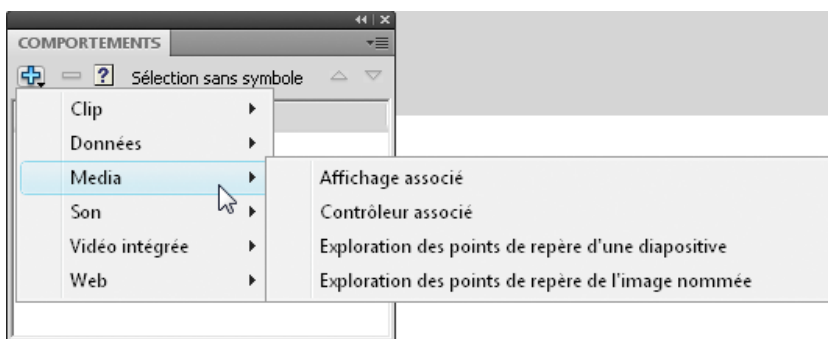 COMPORTEMENTS
Sélection sans symbole
Clip
Données
Media
Son
Vidéo intégrée
Web
Affichage associé
Contrôleur associé
Exploration des points de repère d'une diapositive
Exploration des points de repère de l'image nommée